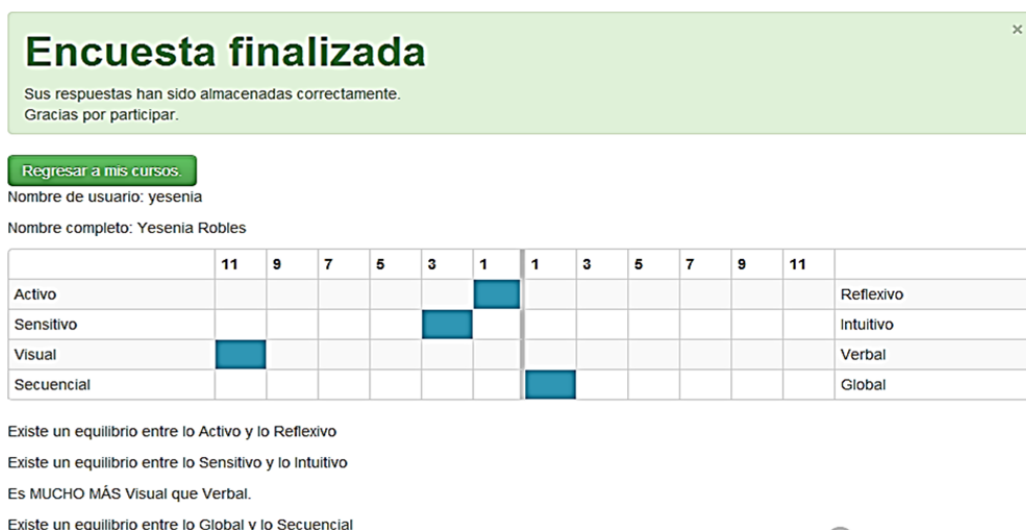 ×
Encuesta finalizada
Sus respuestas han sido almacenadas correctamente.
Gracias por participar.
Regresar a mis cursos.
Nombre de usuario: yesenia
Nombre completo: Yesenia Robles
11 9 7 5 3 1 1 3 5 7 9 11
Activo Reflexivo
Sensitivo Intuitivo
Visual Verbal
Secuencial Global
Existe un equilibrio entre lo Activo y lo Reflexivo
Existe un equilibrio entre lo Sensitivo y lo Intuitivo
Es MUCHO MÁS Visual que Verbal.
Existe un equilibrio entre lo Global y lo Secuencial